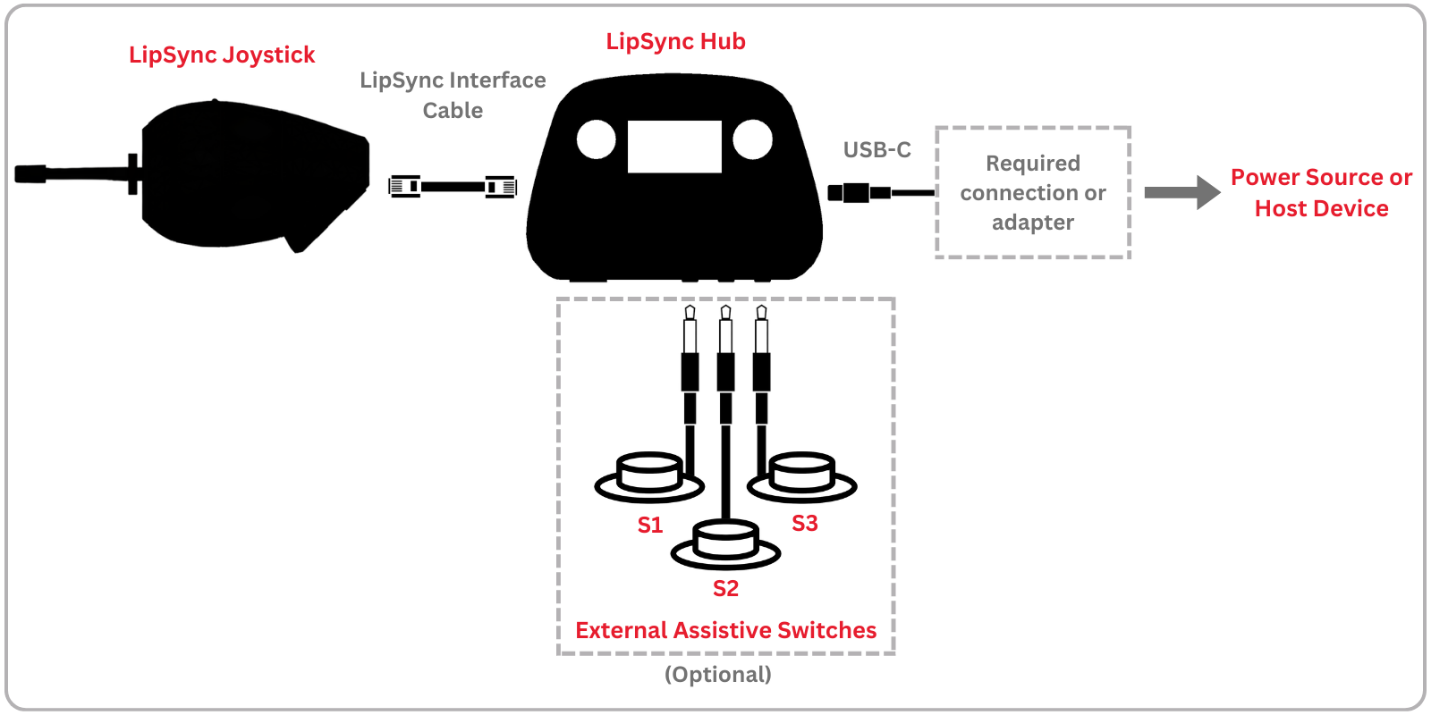 LipSync Joystick
LipSync Interface
Cable
LipSync Hub
USB-C
Required
connection or
adapter
Power Source or
Host Device
S1
S3
S2
External Assistive Switches
(Optional)